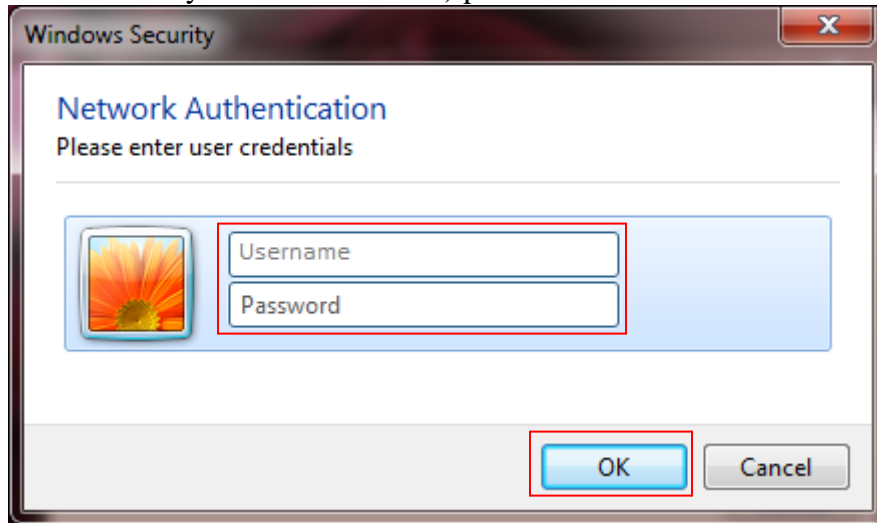 Windows Security
Network Authentication
Please enter user credentials
Username
Password
OK
Cancel